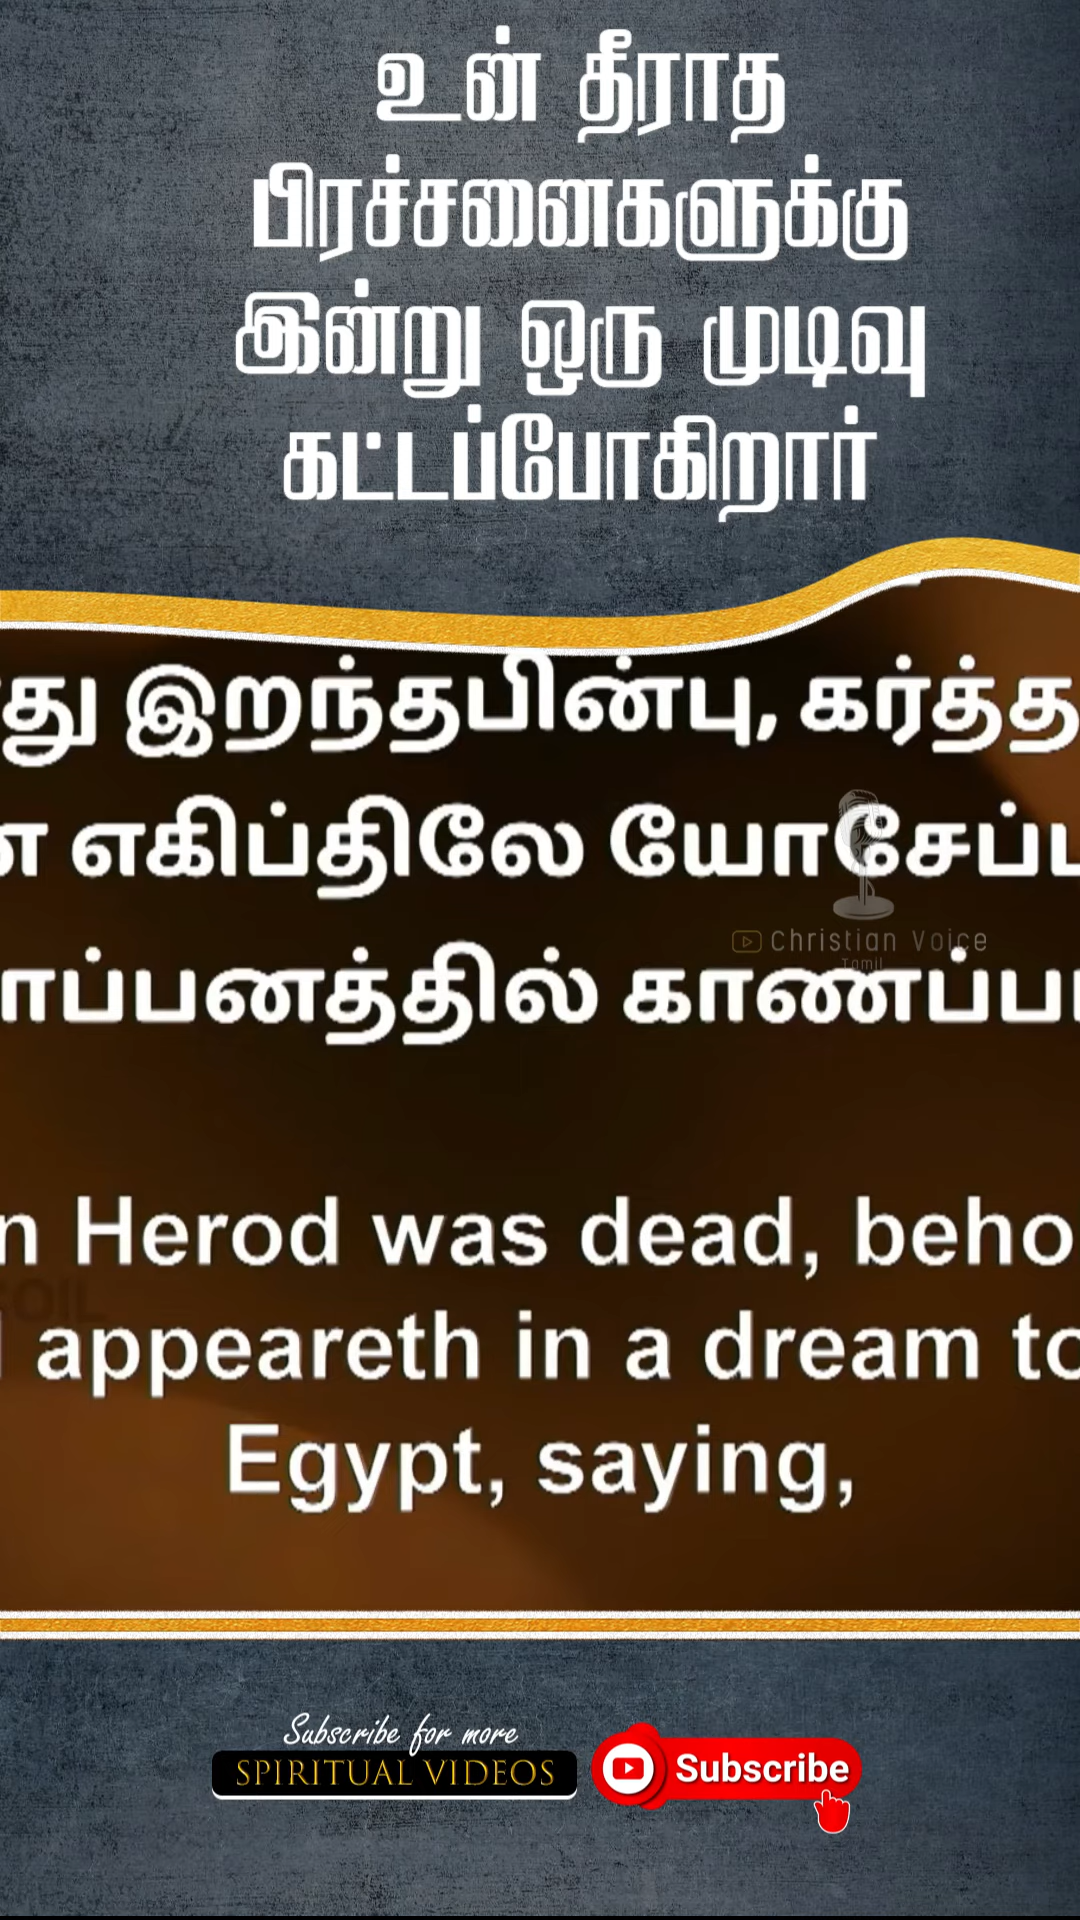 உன் தீராத
பிரச்சனைகளுக்கு
இன்று ஒரு முடிவு
கட்டப்போகிறார்
து இறந்தபின்பு, கர்த்த
எகிப்திலே யோசேப்ப
ாப்பனத்தில் காணப்ப
Christian Voice
Tamil
n Herod was dead, beho
appeareth in a dream to
Egypt, saying,
Subscribe for more
SPIRITUAL VIDEOS
Subscribe